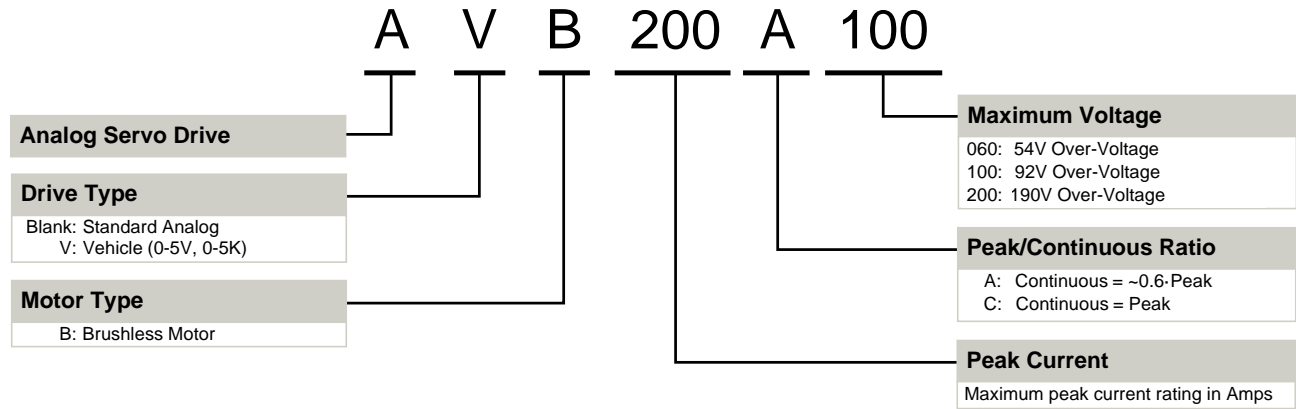 A V B 200 A 100
Analog Servo Drive
Drive Type
Blank: Standard Analog
V: Vehicle (0-5V, 0-5K)
Motor Type
B: Brushless Motor
Maximum Voltage
060: 54V Over-Voltage
100: 92V Over-Voltage
200: 190V Over-Voltage
Peak/Continuous Ratio
A: Continuous = ~0.6·Peak
C: Continuous = Peak
Peak Current
Maximum peak current rating in Amps